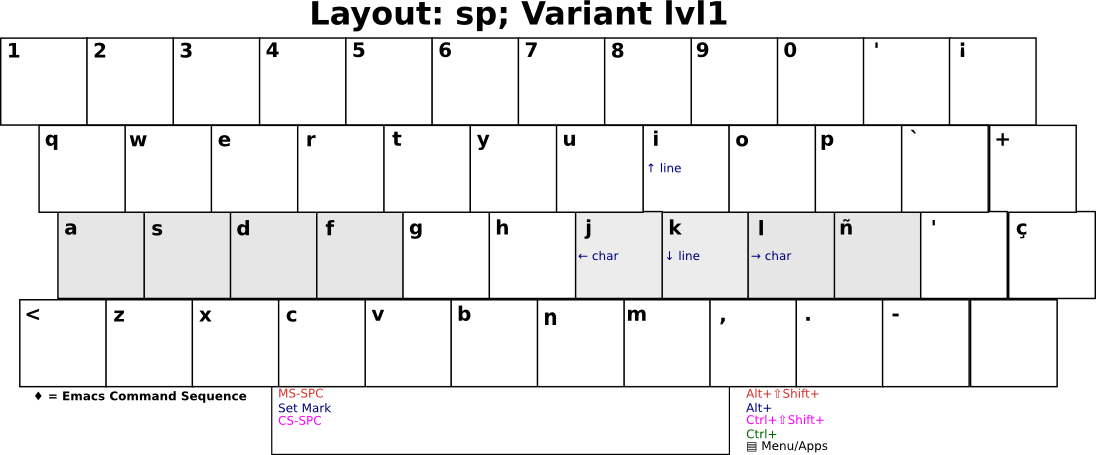 Layout: sp; Variant lvl1
1 2 3 4 5 6 7 8 9 0 ' ¡
q w e r t y u i o p ` +
↑ line
a s d f g h j k l ñ ' ç
← char ↓ line → char
< z x c v b n m , . -
♦ = Emacs Command Sequence
MS-SPC
Set Mark
CS-SPC
Alt+⇧Shift+
Alt+
Ctrl+⇧Shift+
Ctrl+
▤ Menu/Apps